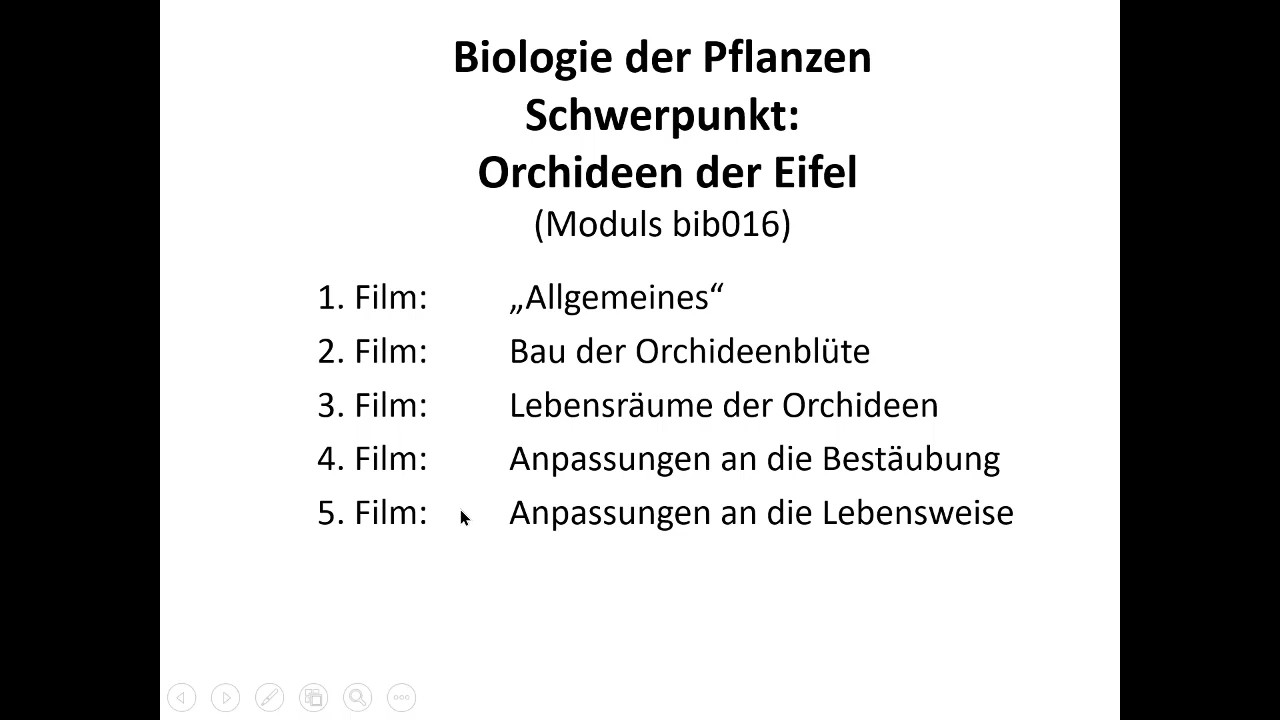 Biologie der Pflanzen
Schwerpunkt:
Orchideen der Eifel
(Moduls bib016)
1. Film: „Allgemeines“
2. Film: Bau der Orchideenblüte
3. Film: Lebensräume der Orchideen
4. Film: Anpassungen an die Bestäubung
5. Film: Anpassungen an die Lebensweise